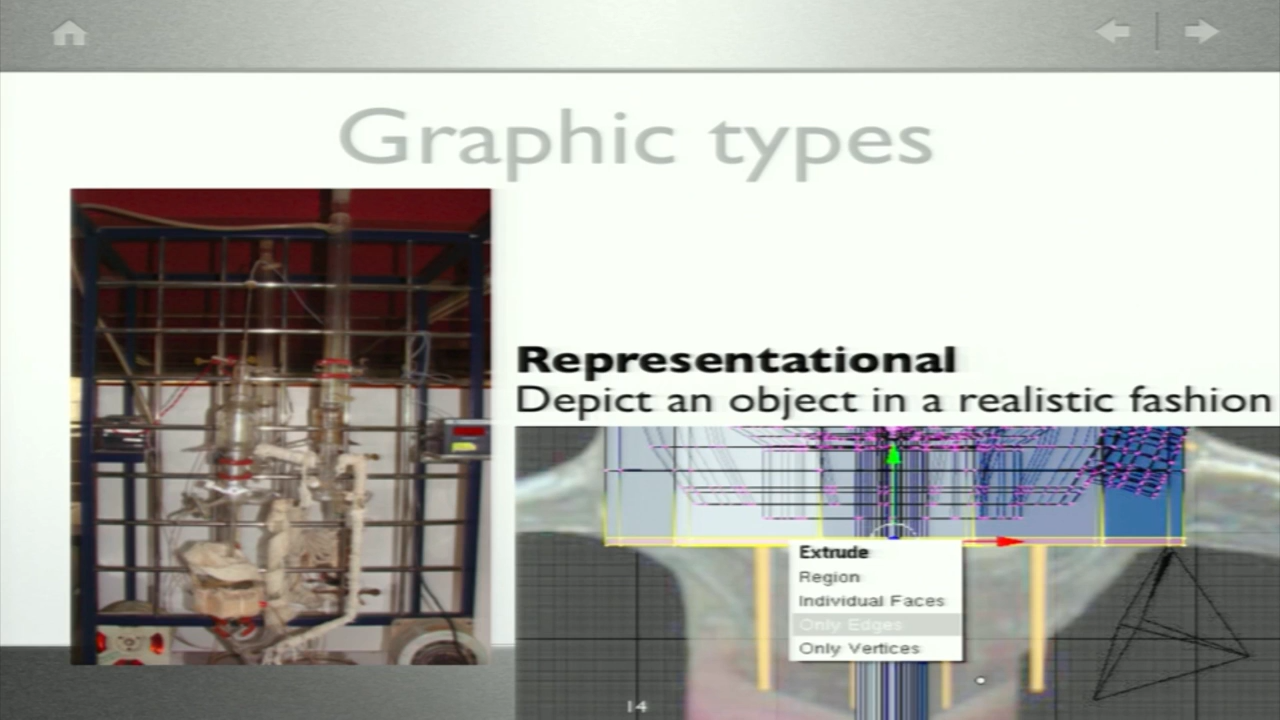 Graphic types
Representational
Depict an object in a realistic fashion
Extrude
Region
Individual Faces
Only Edges
Only Vertices
14